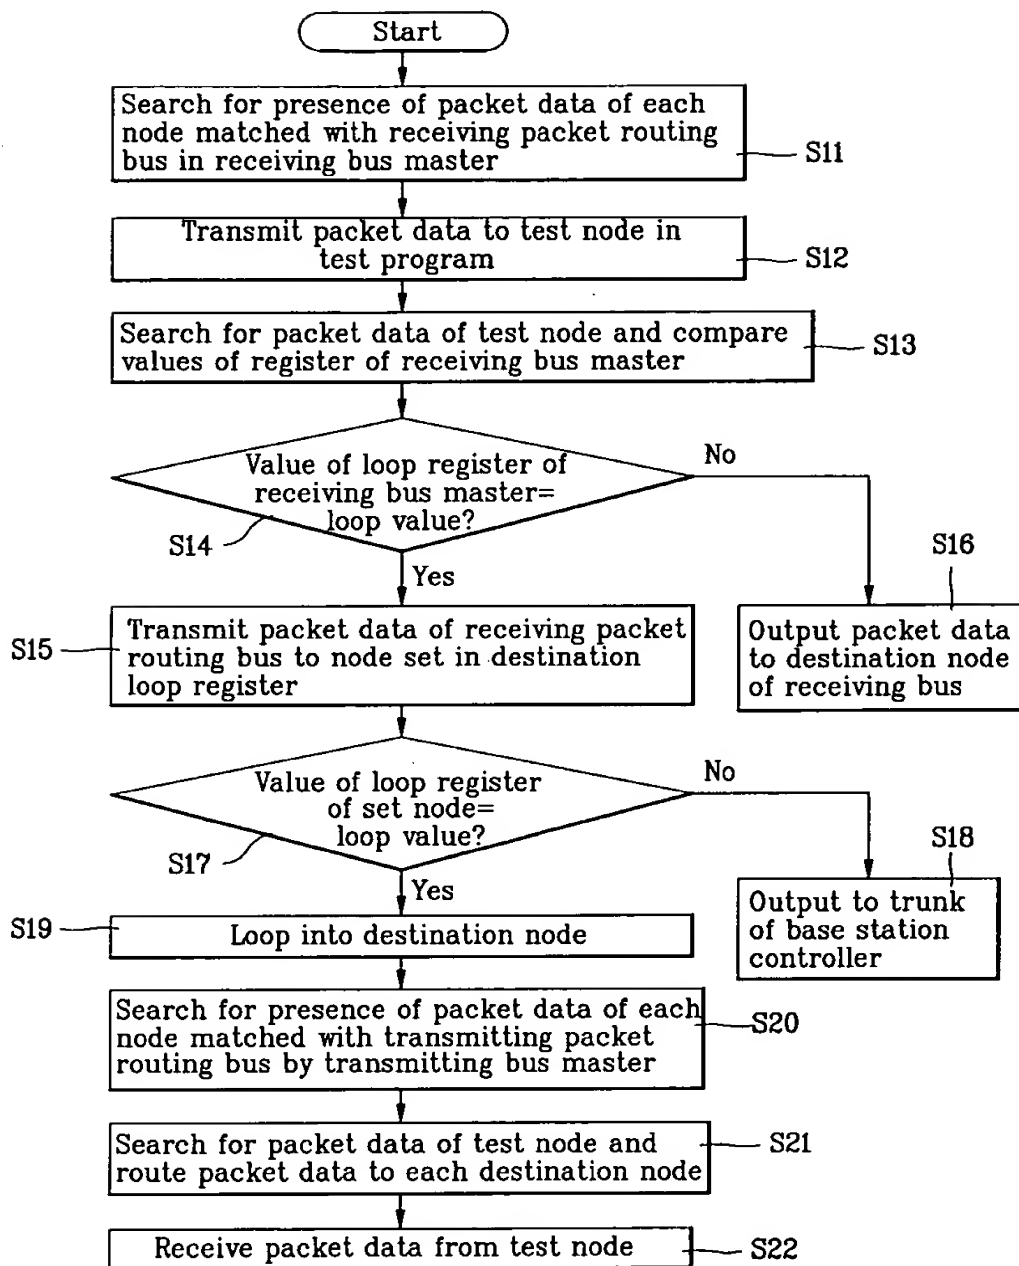 Start
Search for presence of packet data of each
node matched with receiving packet routing
bus in receiving bus master
S11
Transmit packet data to test node in
test program
S12
Search for packet data of test node and compare
values of register of receiving bus master
S13
Value of loop register of
receiving bus master=
loop value?
No
S14
Yes
S16
Transmit packet data of receiving packet
routing bus to node set in destination
loop register
S15
Output packet data
to destination node
of receiving bus
Value of loop register
of set node=
loop value?
No
S17
Yes
S18
Output to trunk
of base station
controller
S19
Loop into destination node
Search for presence of packet data of each
node matched with transmitting packet
routing bus by transmitting bus master
S20
Search for packet data of test node and
route packet data to each destination node
S21
Receive packet data from test node
S22